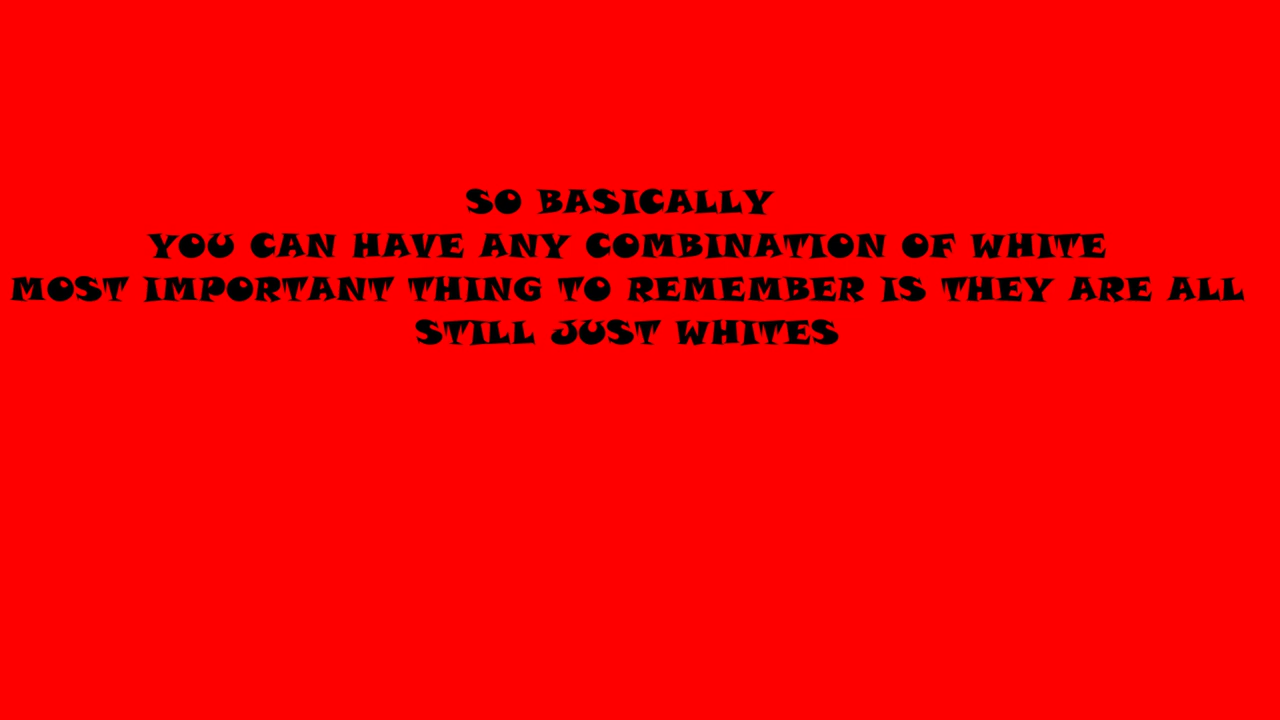 SO BASICALLY
YOU CAN HAVE ANY COMBINATION OF WHITE
MOST IMPORTANT THING TO REMEMBER IS THEY ARE ALL
STILL JUST WHITES